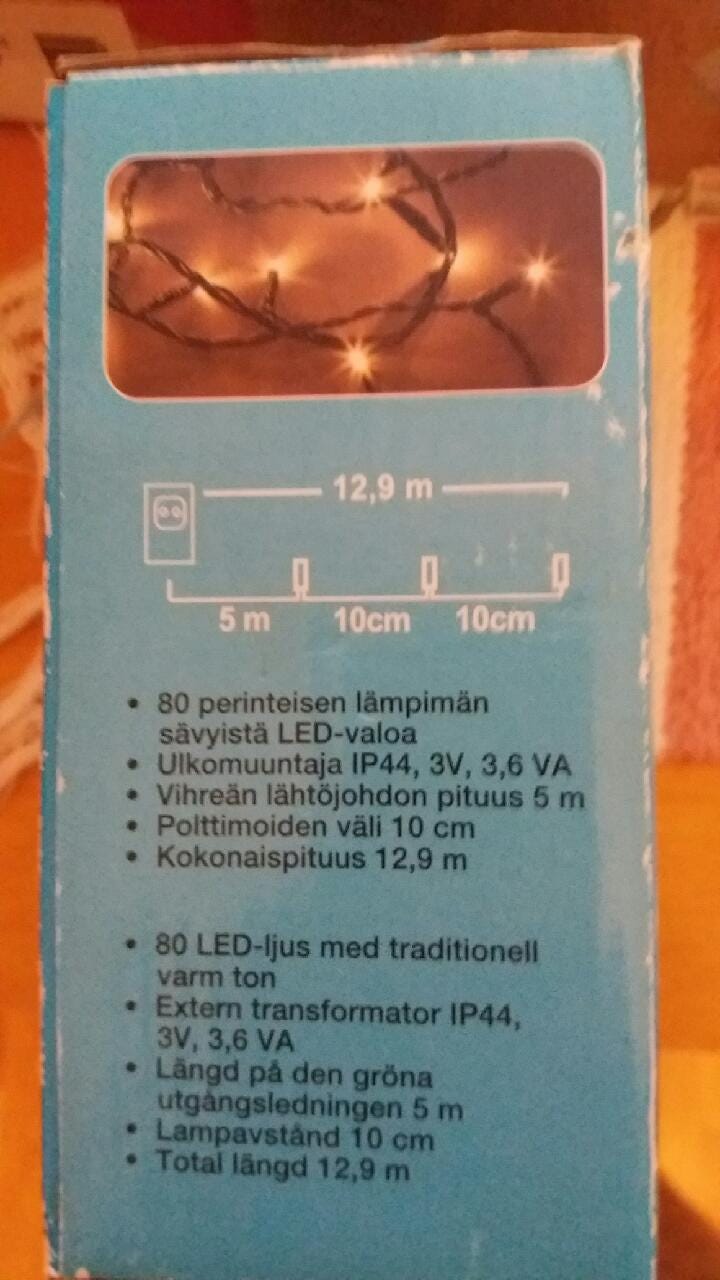 12,9 m
5 m 10cm 10cm
• 80 perinteisen lämpimän
sävyistä LED-valoa
• Ulkomuuntaja IP44, 3V, 3,6 VA
• Vihreän lähtöjohdon pituus 5 m
• Polttimoiden väli 10 cm
• Kokonaispituus 12,9 m
• 80 LED-ljus med traditionell
varm ton
• Extern transformator IP44,
3V, 3,6 VA
• Längd på den gröna
utgångsledningen 5 m
• Lampavstånd 10 cm
• Total längd 12,9 m